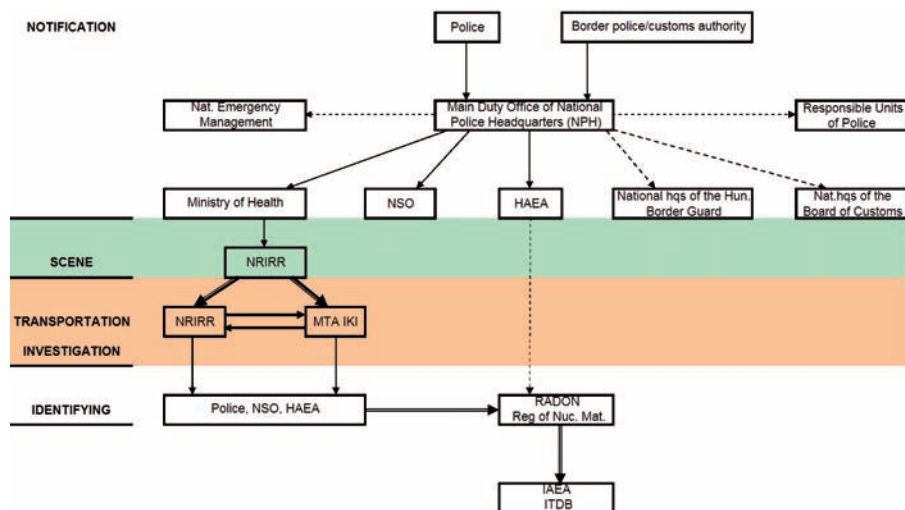 NOTIFICATION
Police
Border police/customs authority
Nat. Emergency
Management
Main Duty Office of National
Police Headquarters (NPH)
Responsible Units
of Police
Ministry of Health
NSO
HAEA
National hqs of the Hun.
Border Guard
Nat.hqs of the
Board of Customs
SCENE
NRIRR
TRANSPORTATION
NRIRR
MTA IKI
INVESTIGATION
IDENTIFYING
Police, NSO, HAEA
RADON
Reg of Nuc. Mat.
IAEA
ITDB